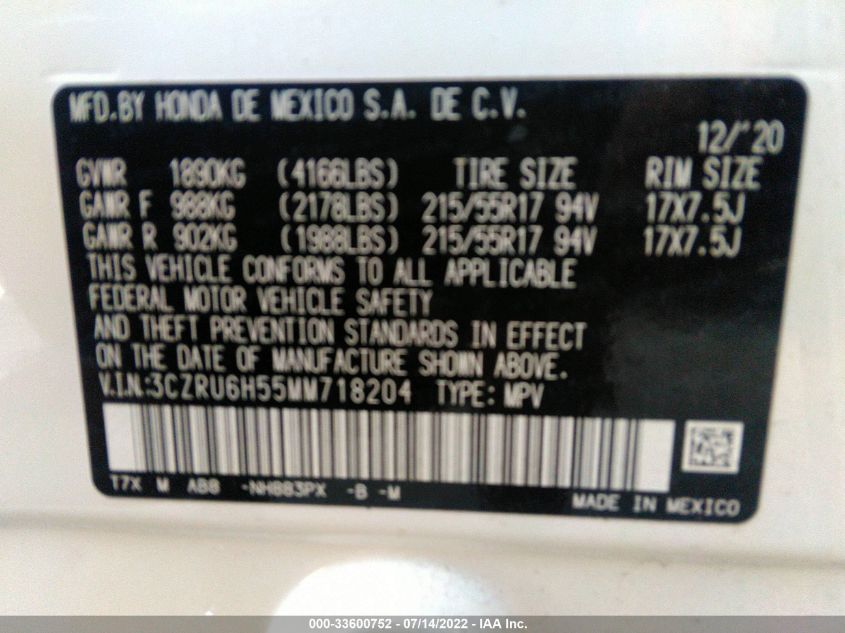 MFD.BY HONDA DE MEXICO S.A. DE C.V.
12/'20
GVWR 1890KG (4166LBS) TIRE SIZE RIM SIZE
GAWR F 988KG (2178LBS) 215/55R17 94V 17X7.5J
GAWR R 902KG (1988LBS) 215/55R17 94V 17X7.5J
THIS VEHICLE CONFORMS TO ALL APPLICABLE
FEDERAL MOTOR VEHICLE SAFETY
AND THEFT PREVENTION STANDARDS IN EFFECT
ON THE DATE OF MANUFACTURE SHOWN ABOVE.
V.I.N.:3CZRU6H55MM718204 TYPE: MPV
T7X M AB8 -NH883PX -B -M
MADE IN MEXICO
000-33600752 - 07/14/2022 - IAA Inc.